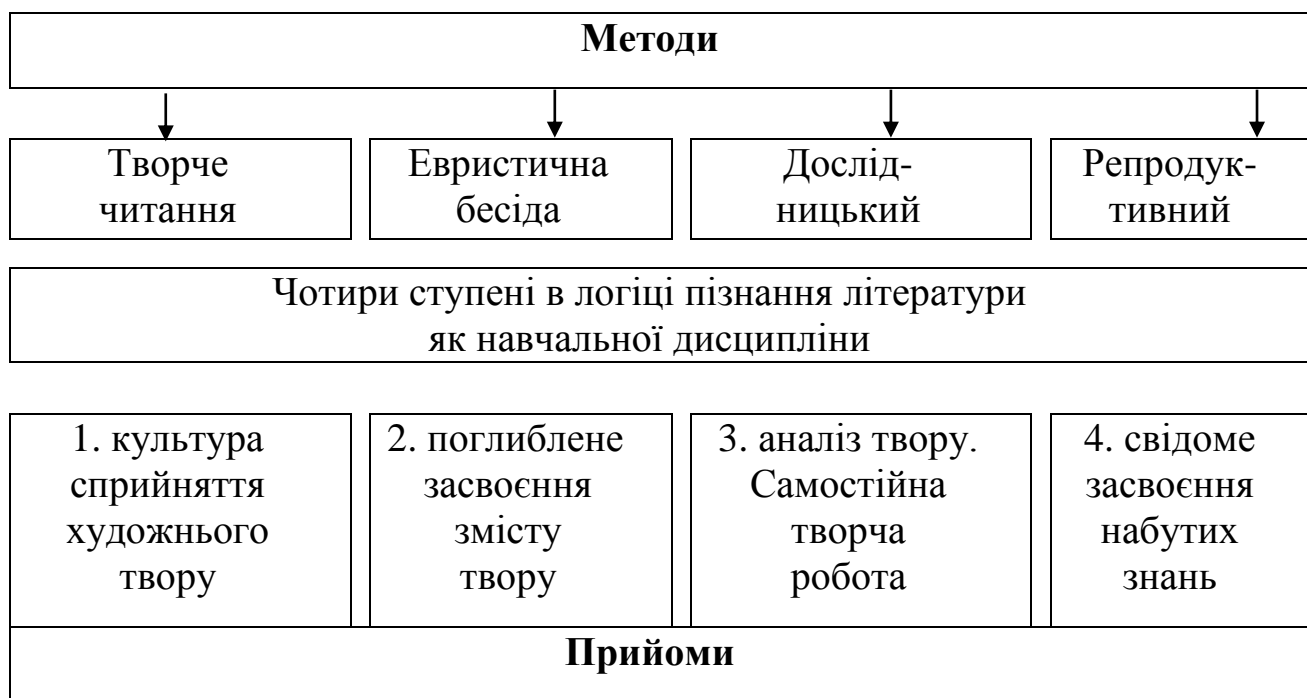 Методи
Творче
читання
Евристична
бесіда
Дослід-
ницький
Репродук-
тивний
Чотири ступені в логіці пізнання літератури
як навчальної дисципліни
1. культура
сприйняття
художнього
твору
2. поглиблене
засвоєння
змісту
твору
3. аналіз твору.
Самостійна
творча
робота
4. свідоме
засвоєння
набутих
знань
Прийоми